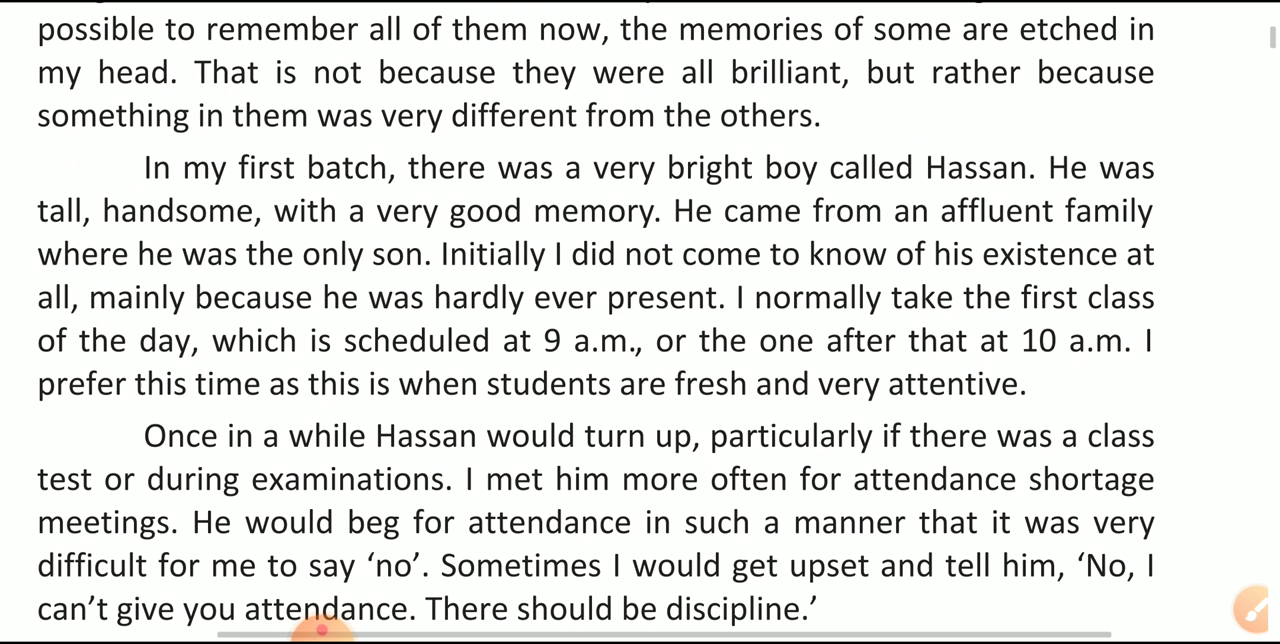 possible to remember all of them now, the memories of some are etched in
my head. That is not because they were all brilliant, but rather because
something in them was very different from the others.
In my first batch, there was a very bright boy called Hassan. He was
tall, handsome, with a very good memory. He came from an affluent family
where he was the only son. Initially I did not come to know of his existence at
all, mainly because he was hardly ever present. I normally take the first class
of the day, which is scheduled at 9 a.m., or the one after that at 10 a.m. I
prefer this time as this is when students are fresh and very attentive.
Once in a while Hassan would turn up, particularly if there was a class
test or during examinations. I met him more often for attendance shortage
meetings. He would beg for attendance in such a manner that it was very
difficult for me to say ‘no’. Sometimes I would get upset and tell him, ‘No, I
can’t give you attendance. There should be discipline.’